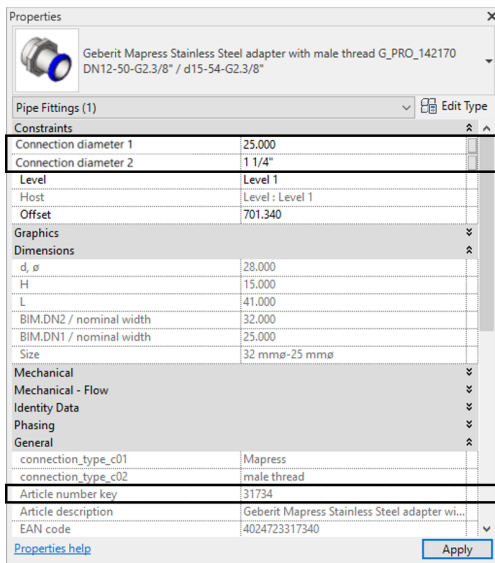 Properties
Geberit Mapress Stainless Steel adapter with male thread G_PRO_142170
DN12-50-G2.3/8" / d15-54-G2.3/8"
Pipe Fittings (1)
Edit Type
Constraints
Connection diameter 1 25.000
Connection diameter 2 1 1/4"
Level Level 1
Host Level : Level 1
Offset 701.340
Graphics
Dimensions
d, ø 28.000
H 15.000
L 41.000
BIM.DN2 / nominal width 32.000
BIM.DN1 / nominal width 25.000
Size 32 mmø-25 mmø
Mechanical
Mechanical - Flow
Identity Data
Phasing
General
connection_type_c01 Mapress
connection_type_c02 male thread
Article number key 31734
Article description Geberit Mapress Stainless Steel adapter wi...
EAN code 4024723317340
Properties help
Apply